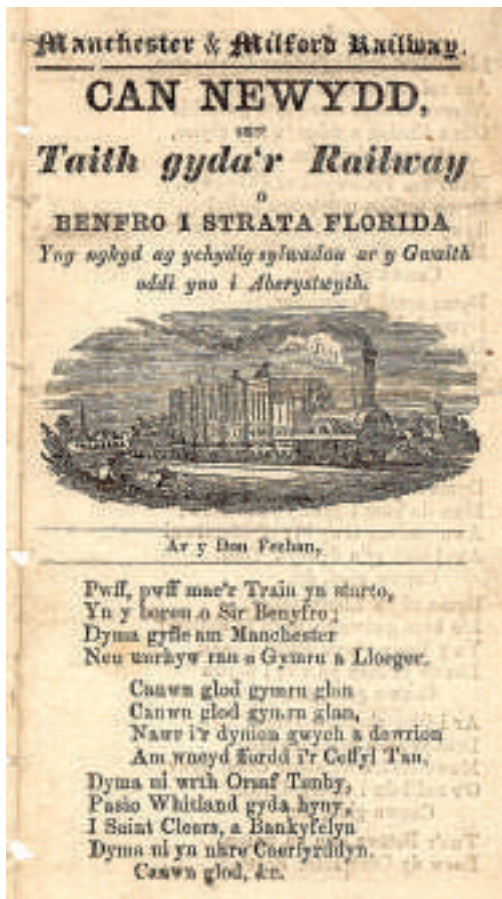 Manchester & Milford Railway.
CAN NEWYDD,
SEF
Taith gyda'r Railway
O
BENFRO I STRATA FLORIDA
Yng nghyd ag ychydig sylwadau ar y Gwaith
oddi yno i Aberystwyth.
Ar y Don Fechan,
Pwff, pwff mae'r Train yn starto,
Yn y boreu o Sir Benfro;
Dyma gyfle am Manchester
Neu unrhyw ran o Gymru a Lloeger.
Canwn glod gymru glan
Canwn glod gymru glan,
Nawr i'r dynion gwych a dewrion
Am wneyd ffordd i'r Ceffyl Tan.
Dyma ni wrth Orsaf Tenby,
Pasio Whitland gyda hyny,
I Saint Clears, a Bankyfelyn
Dyma ni yn nhre Caerfyrddyn.
Canwn glod, &c.